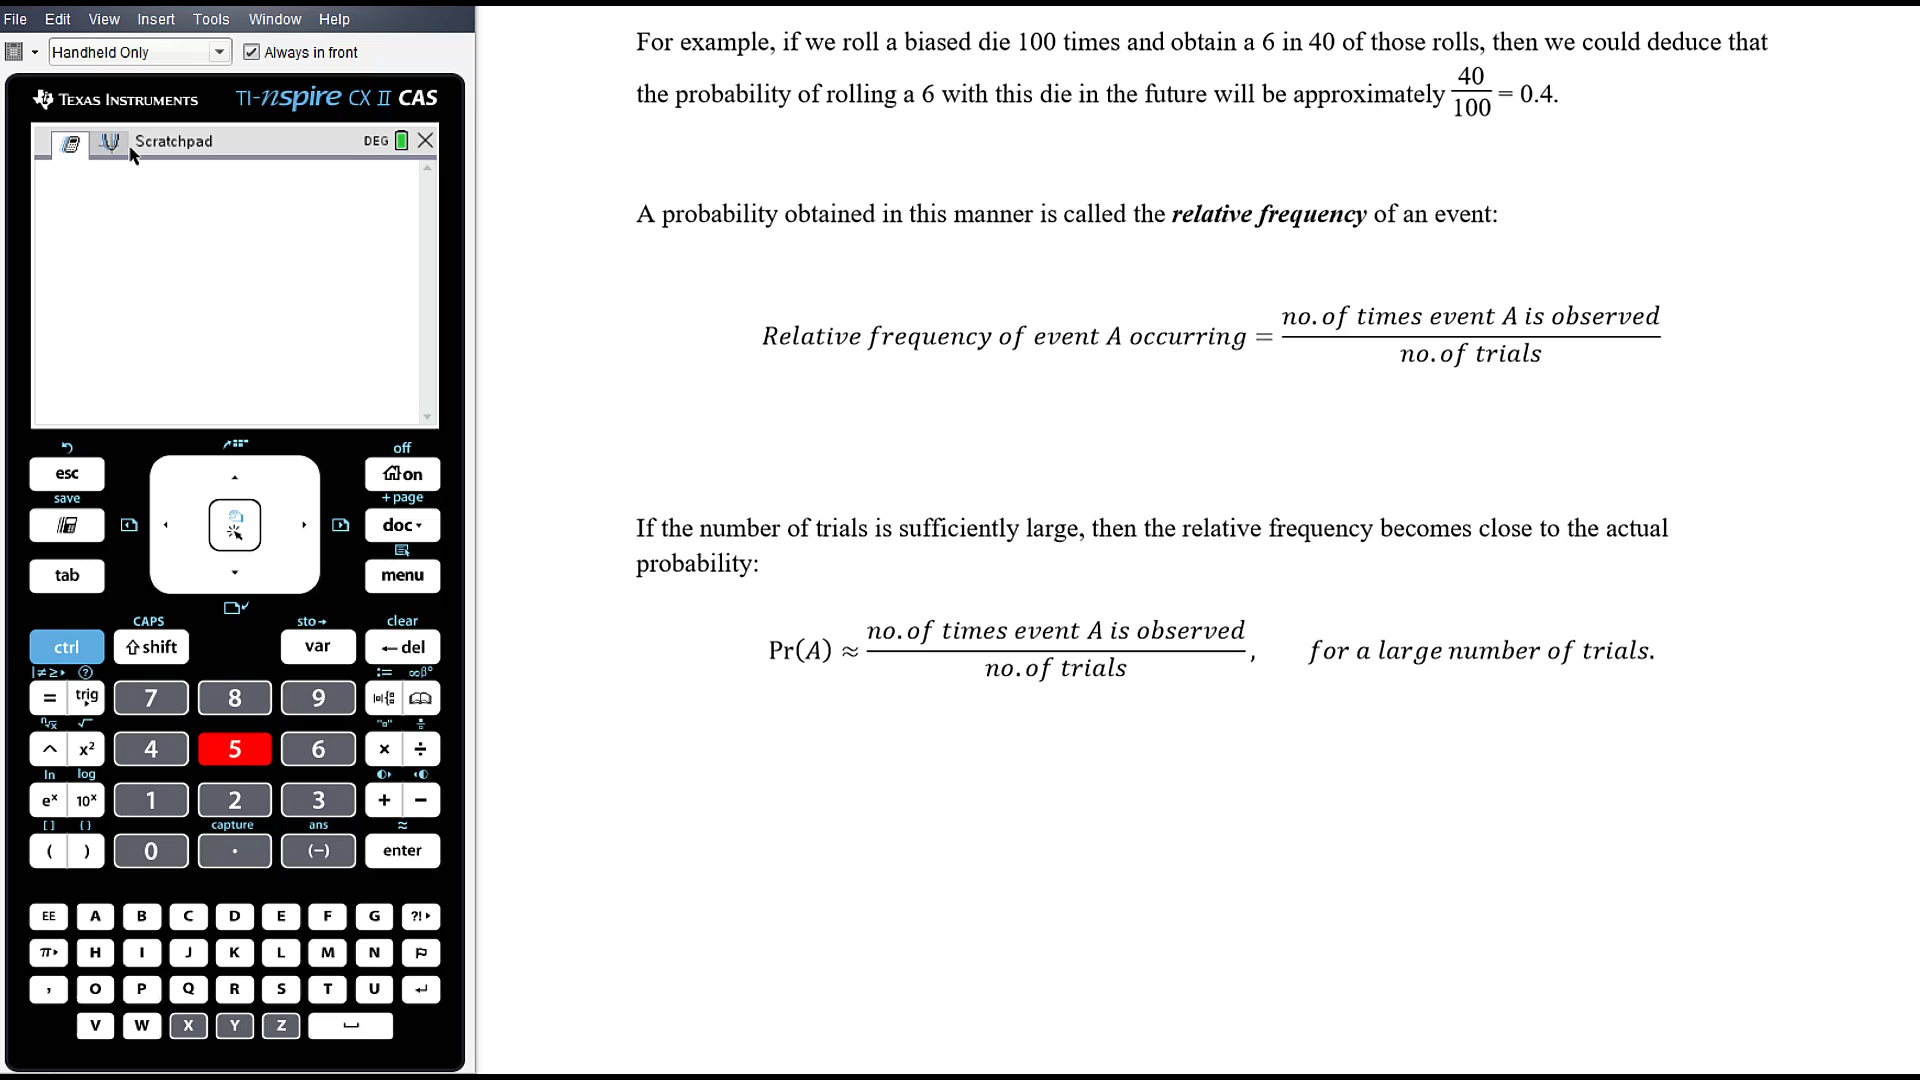 File Edit View Insert Tools Window Help
Handheld Only Always in front
TEXAS INSTRUMENTS TI-nspire CX II CAS
Scratchpad DEG
off
esc on
save + page
doc
tab menu
CAPS sto→ clear
ctrl shift var ←del
|≠≥▸ ? := ∞β°
= trig 7 8 9
ⁿ√x √ "▫" ÷
^ x² 4 5 6 × ÷
ln log
eˣ 10ˣ 1 2 3 + −
[ ] { } capture ans ≈
( ) 0 . (−) enter
EE A B C D E F G ?!▸
π▸ H I J K L M N
, O P Q R S T U ↵
V W X Y Z
For example, if we roll a biased die 100 times and obtain a 6 in 40 of those rolls, then we could deduce that
the probability of rolling a 6 with this die in the future will be approximately 40/100 = 0.4.
A probability obtained in this manner is called the relative frequency of an event:
Relative frequency of event A occurring = no. of times event A is observed / no. of trials
If the number of trials is sufficiently large, then the relative frequency becomes close to the actual
probability:
Pr(A) ≈ no. of times event A is observed / no. of trials, for a large number of trials.